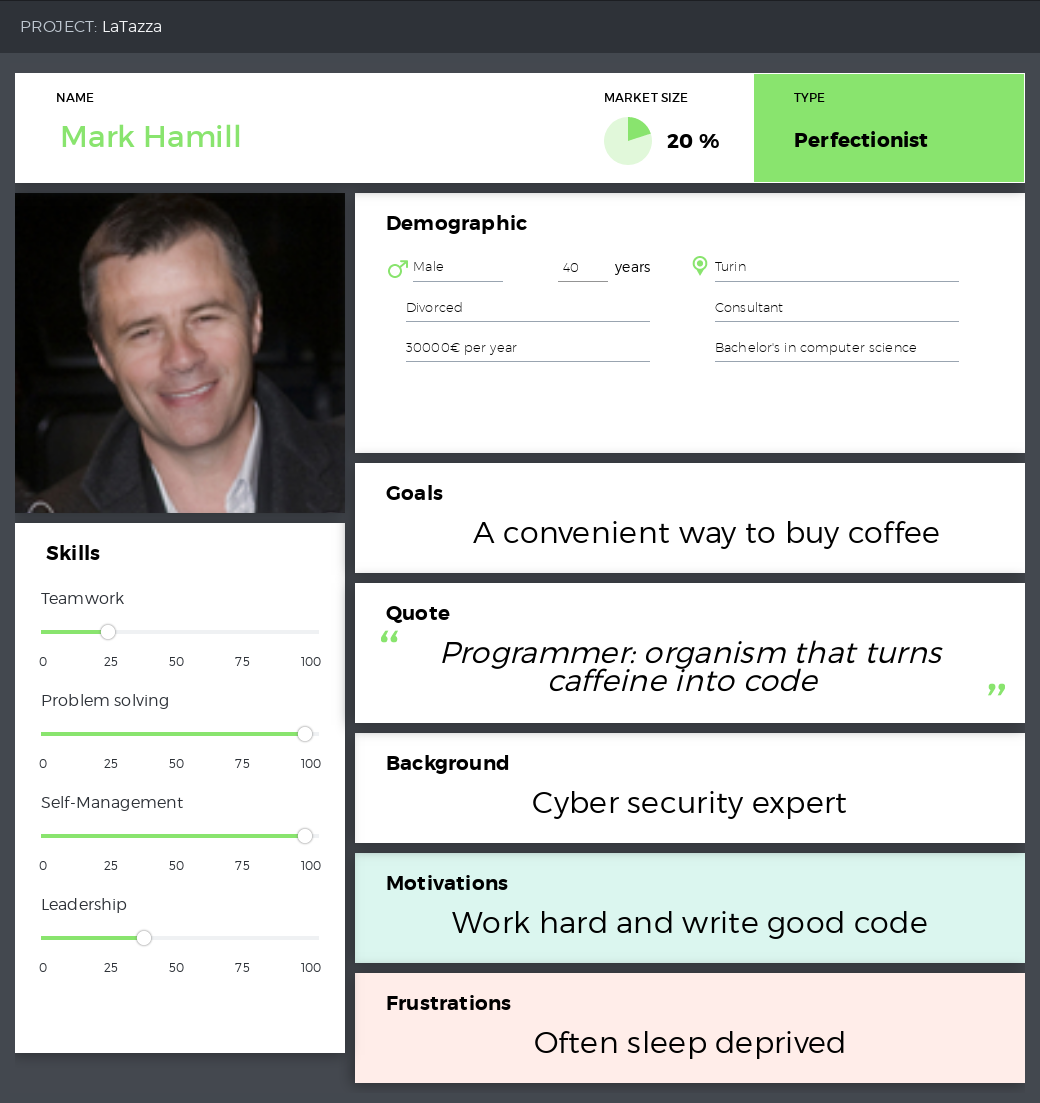 PROJECT: LaTazza
NAME
Mark Hamill
MARKET SIZE
20 %
TYPE
Perfectionist
Demographic
Male
40 years
Turin
Divorced
Consultant
30000€ per year
Bachelor's in computer science
Goals
A convenient way to buy coffee
Skills
Teamwork
0 25 50 75 100
Problem solving
0 25 50 75 100
Self-Management
0 25 50 75 100
Leadership
0 25 50 75 100
Quote
“ Programmer: organism that turns
caffeine into code ”
Background
Cyber security expert
Motivations
Work hard and write good code
Frustrations
Often sleep deprived